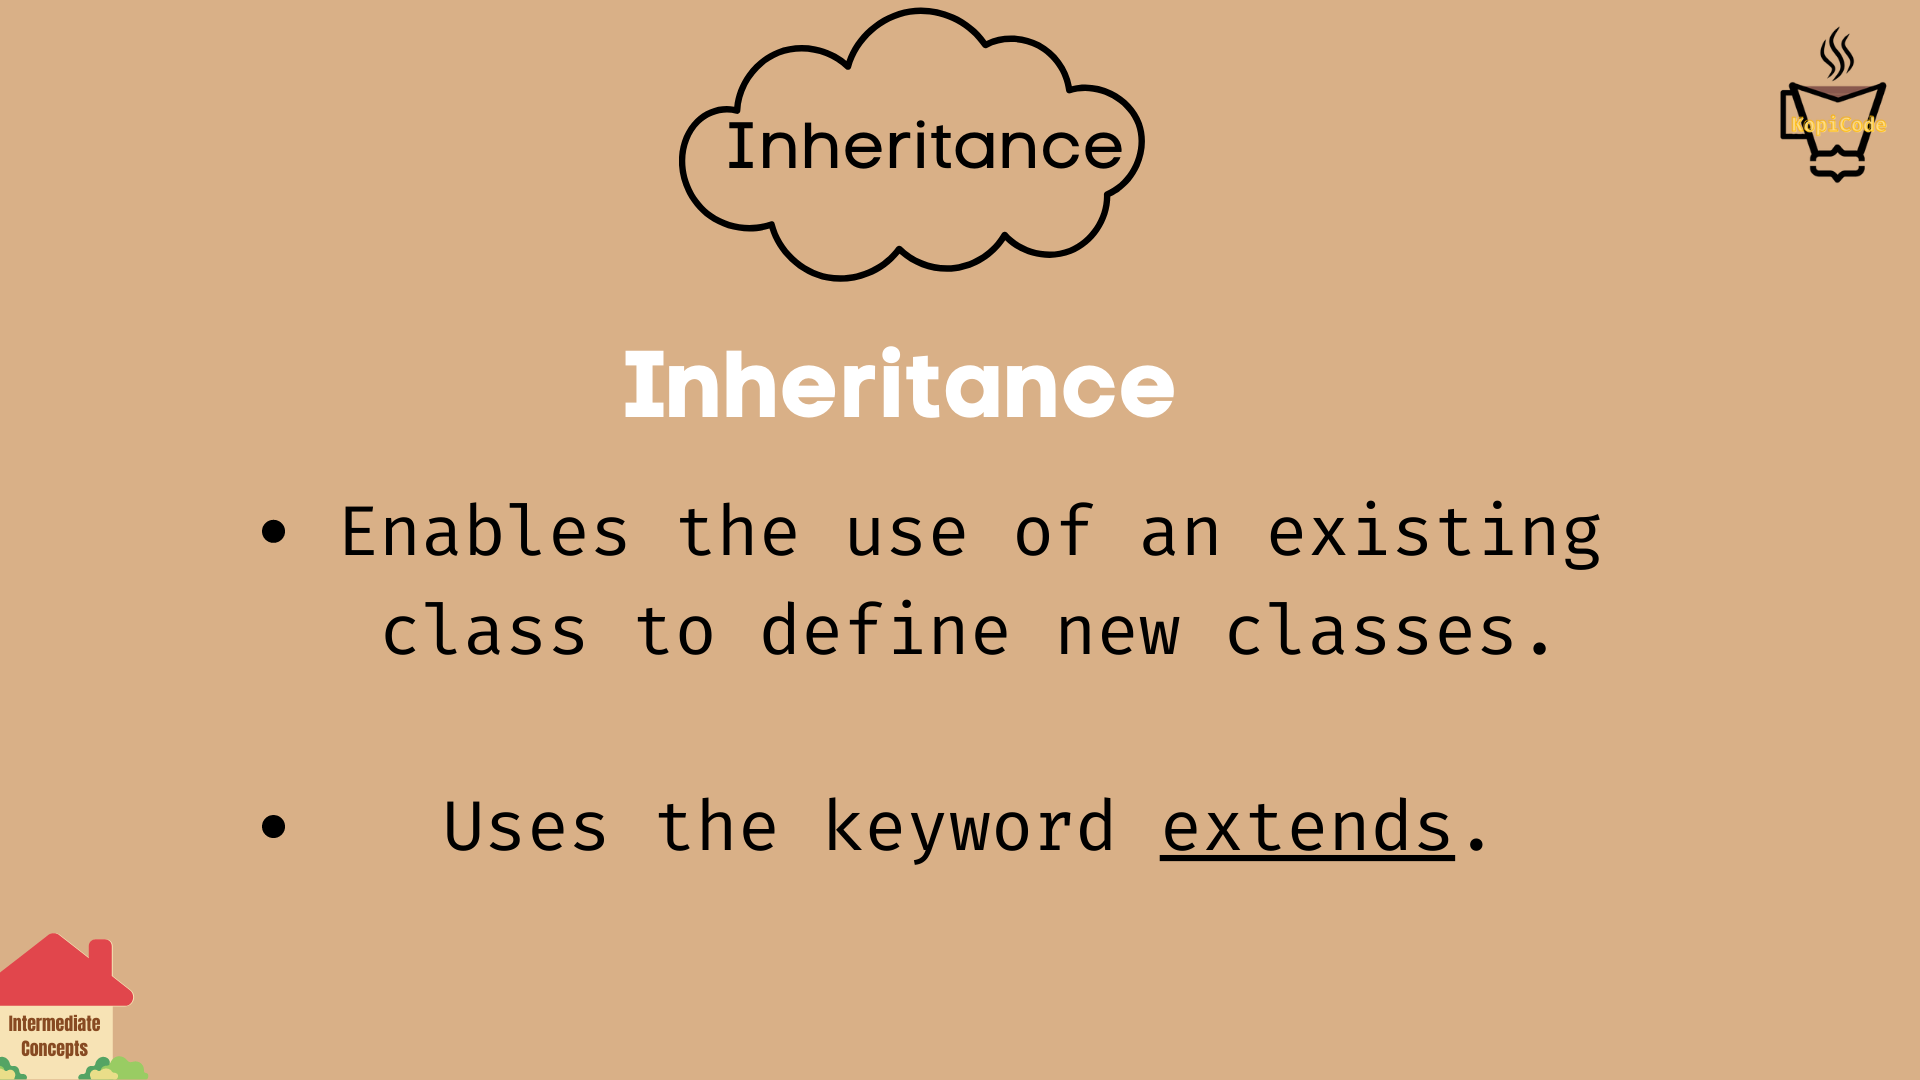 Inheritance
KopiCode
Inheritance
• Enables the use of an existing
class to define new classes.
• Uses the keyword extends.
Intermediate
Concepts